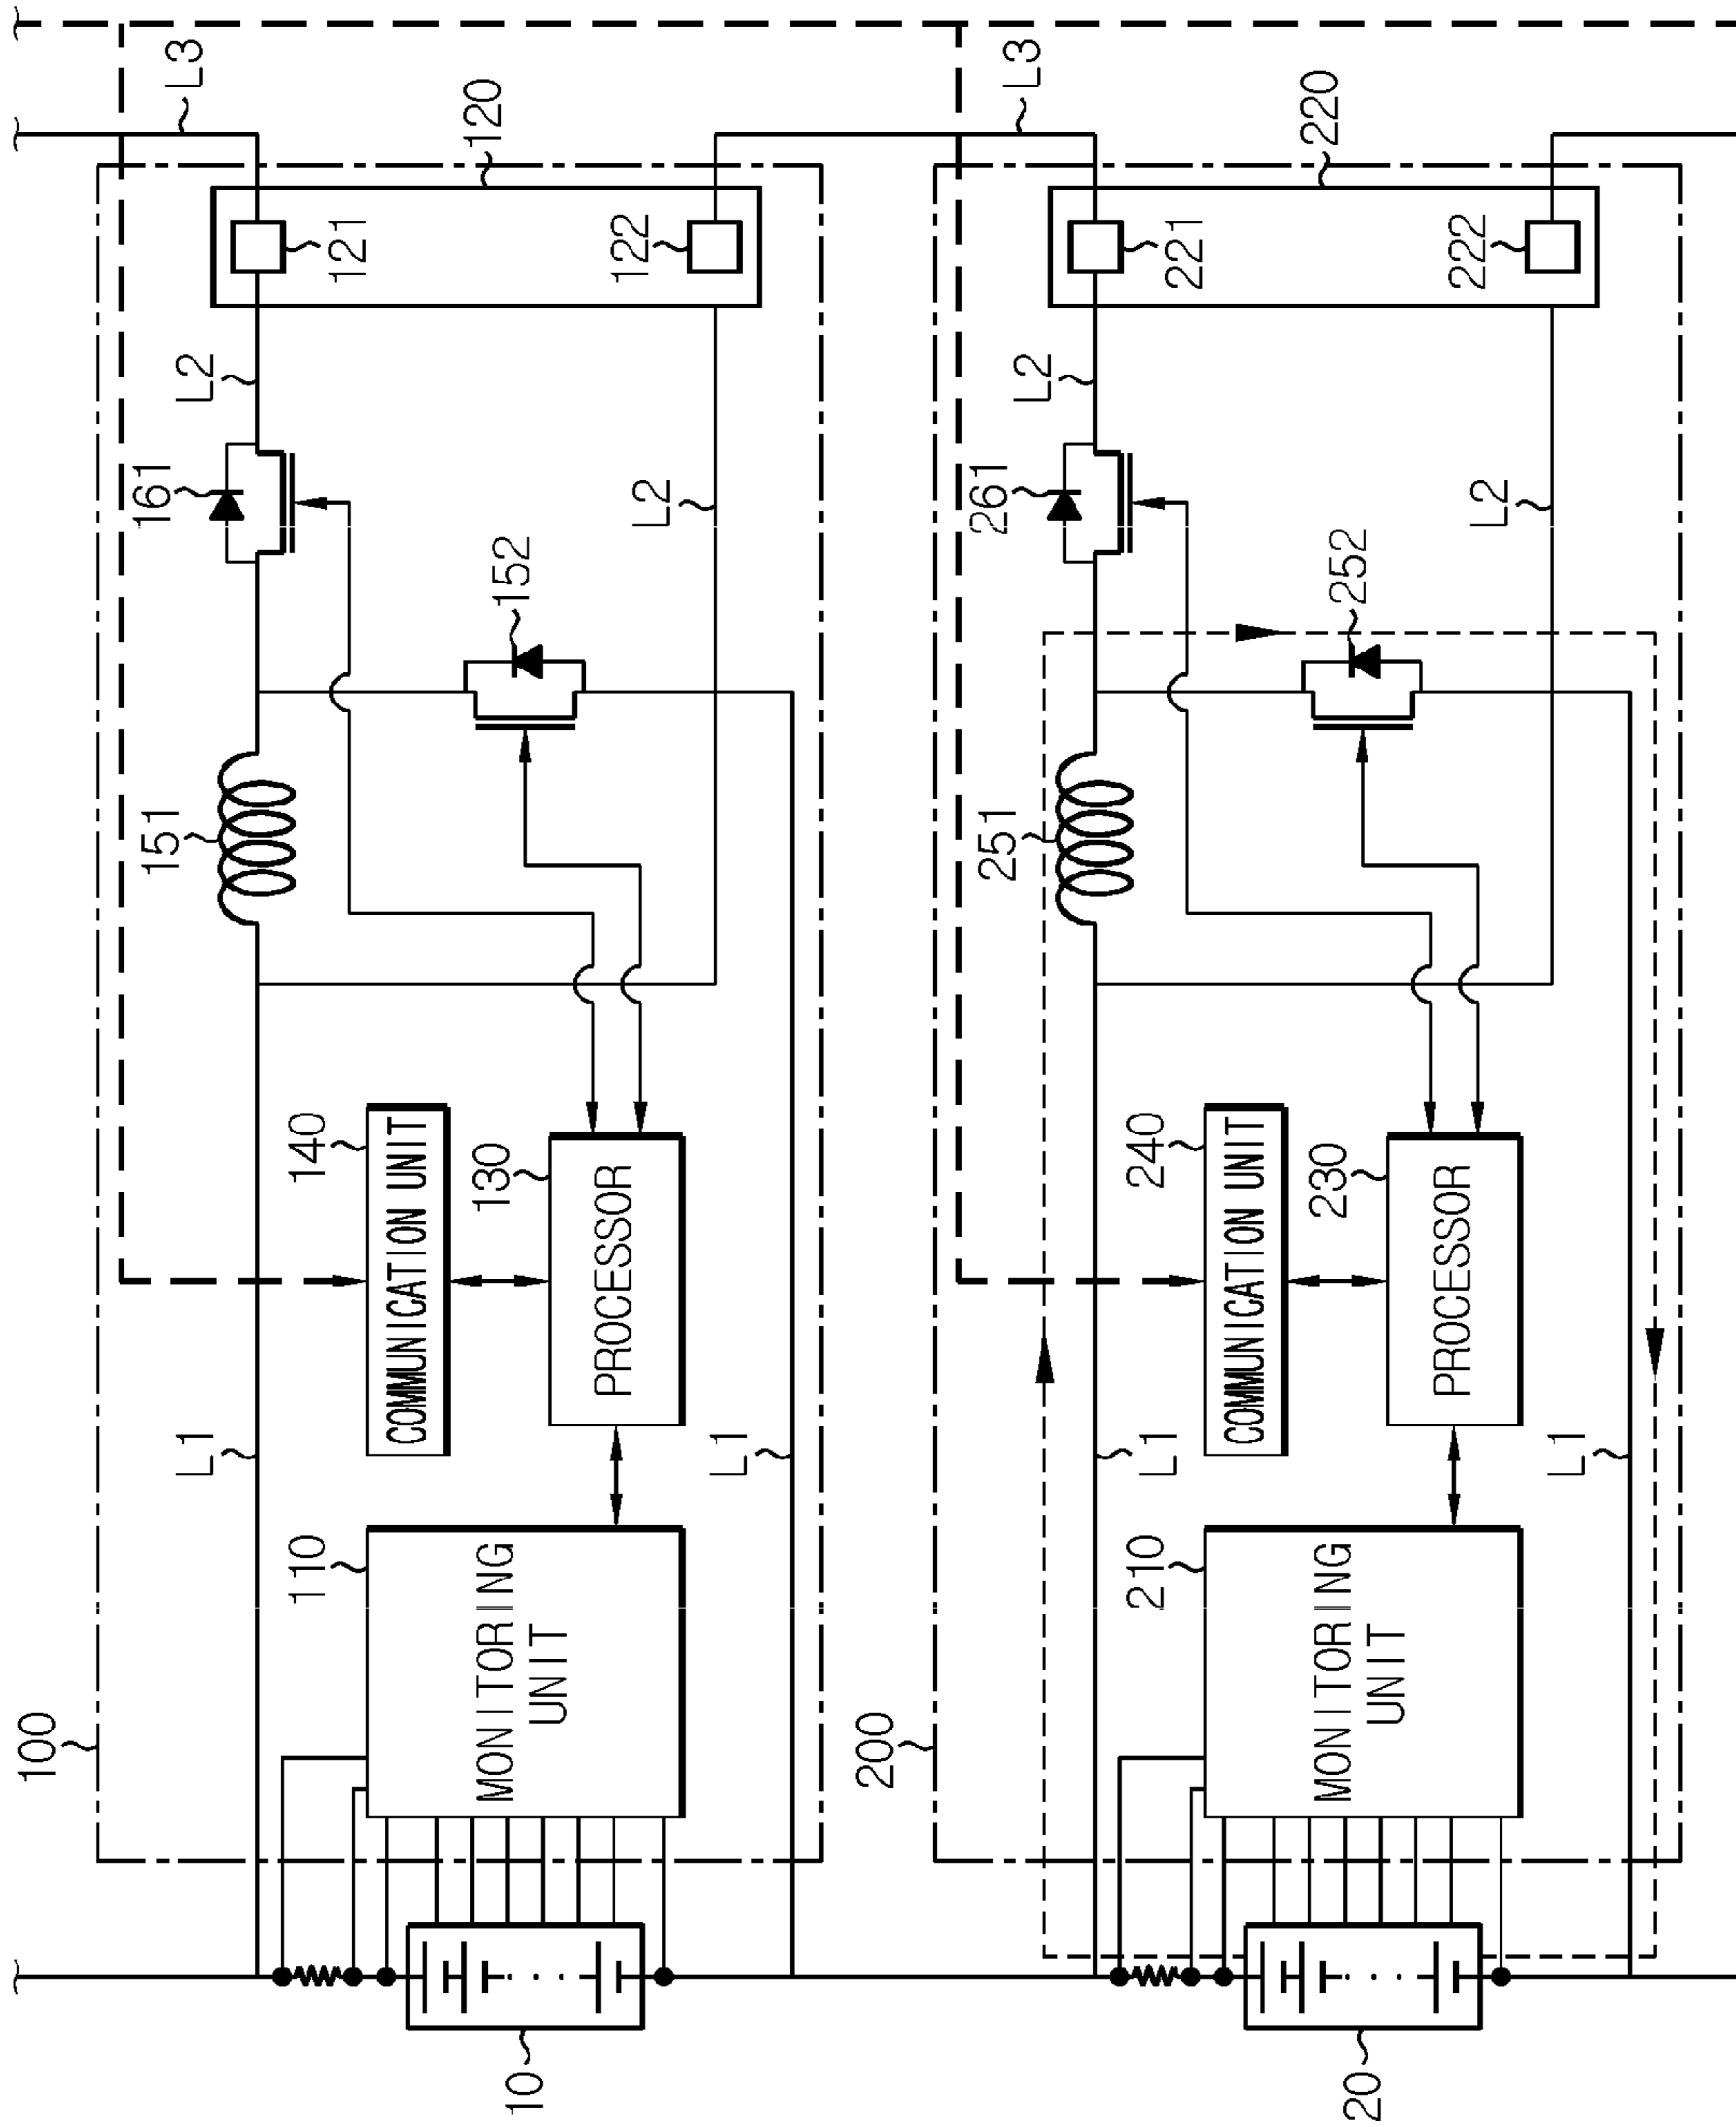 100
161
151
L1
L2
L3
140
COMMUNICATION UNIT
110
MONITORING
UNIT
130
PROCESSOR
120
121
152
10
122
L2
L1
200
261
251
L1
L2
L3
240
COMMUNICATION UNIT
210
MONITORING
UNIT
230
PROCESSOR
220
221
252
20
222
L2
L1